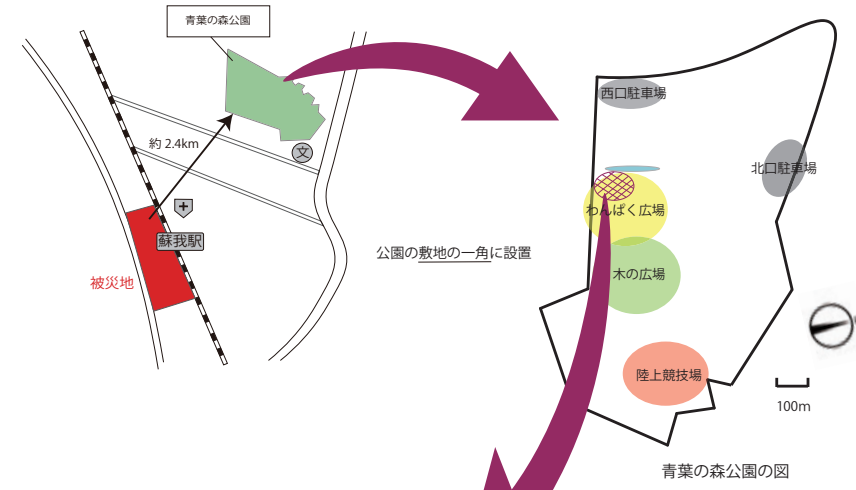 青葉の森公園
約 2.4km
文
蘇我駅
被災地
公園の敷地の一角に設置
西口駐車場
北口駐車場
わんぱく広場
木の広場
陸上競技場
100m
青葉の森公園の図